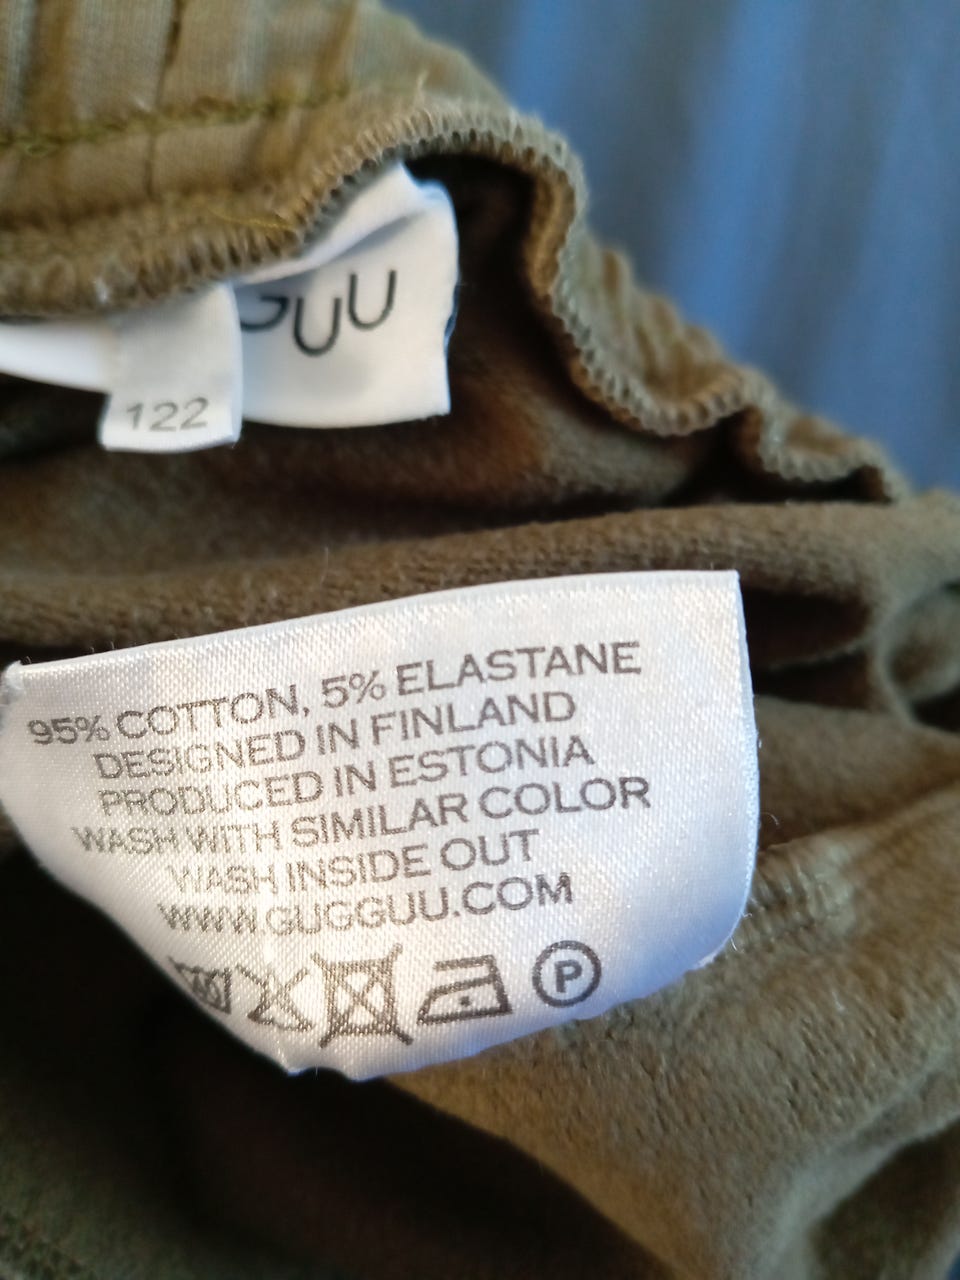 GUU
122
95% COTTON, 5% ELASTANE
DESIGNED IN FINLAND
PRODUCED IN ESTONIA
WASH WITH SIMILAR COLOR
WASH INSIDE OUT
WWW.GUGGUU.COM
P